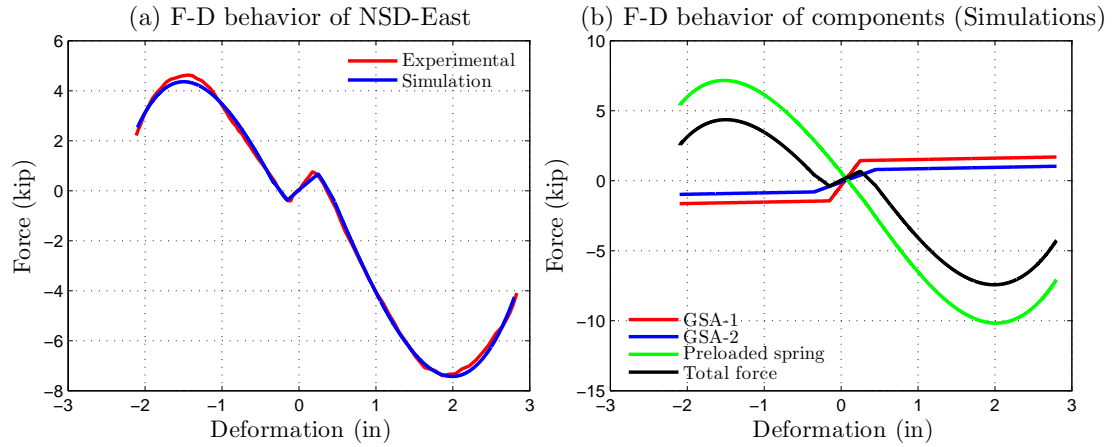 (a) F-D behavior of NSD-East
6
4
2
0
−2
−4
−6
−8
−3
−2
−1
0
1
2
3
Force (kip)
Deformation (in)
Experimental
Simulation
(b) F-D behavior of components (Simulations)
10
5
0
−5
−10
−15
−3
−2
−1
0
1
2
3
Force (kip)
Deformation (in)
GSA-1
GSA-2
Preloaded spring
Total force